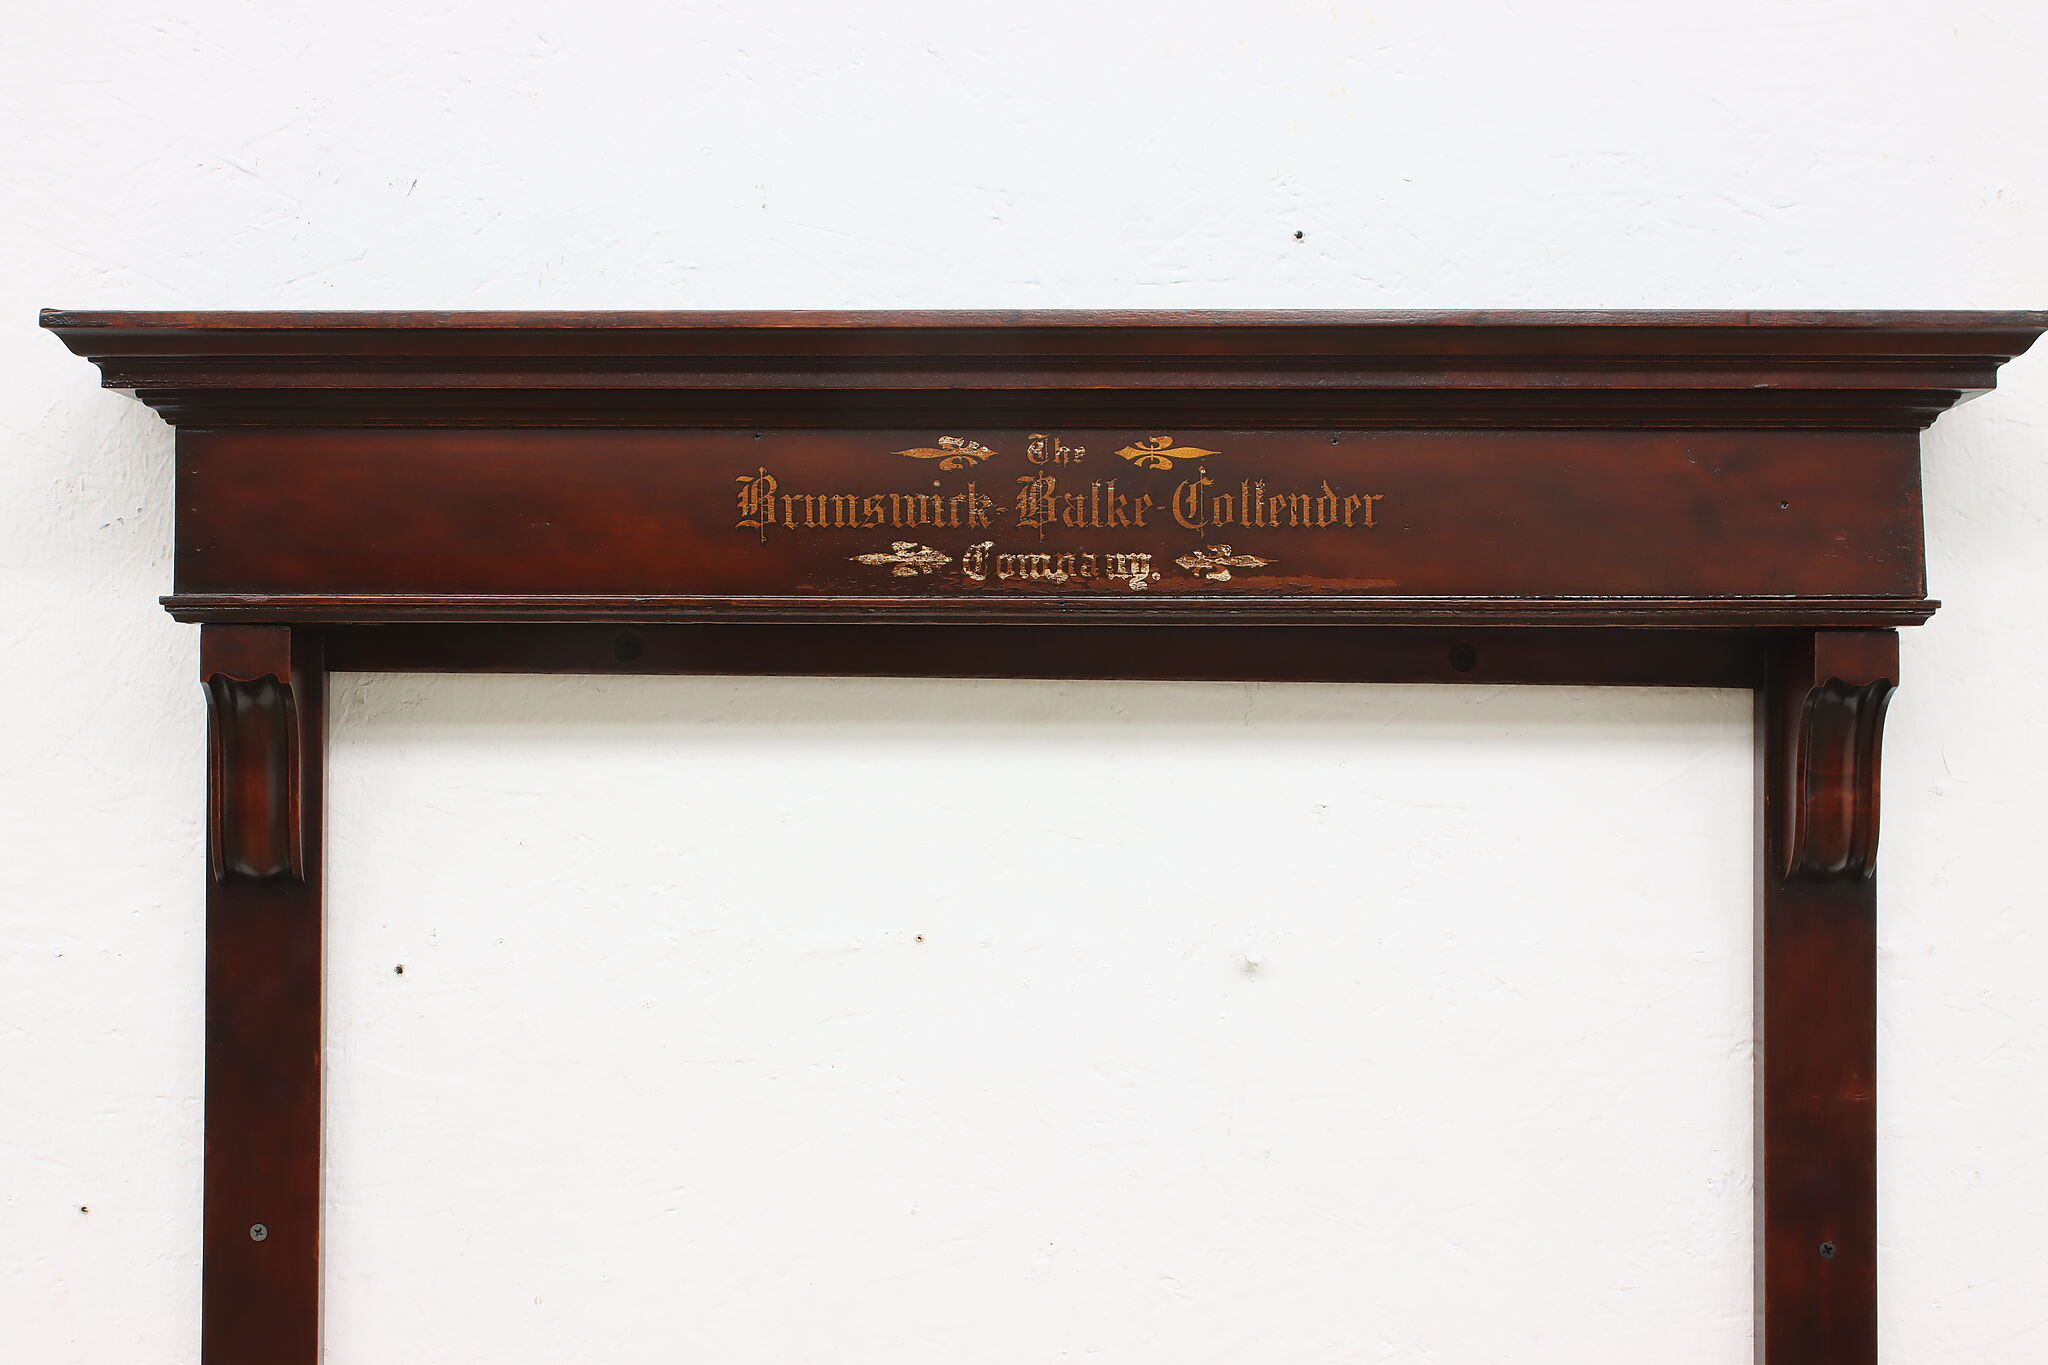 The
Brunswick-Balke-Collender
Company.